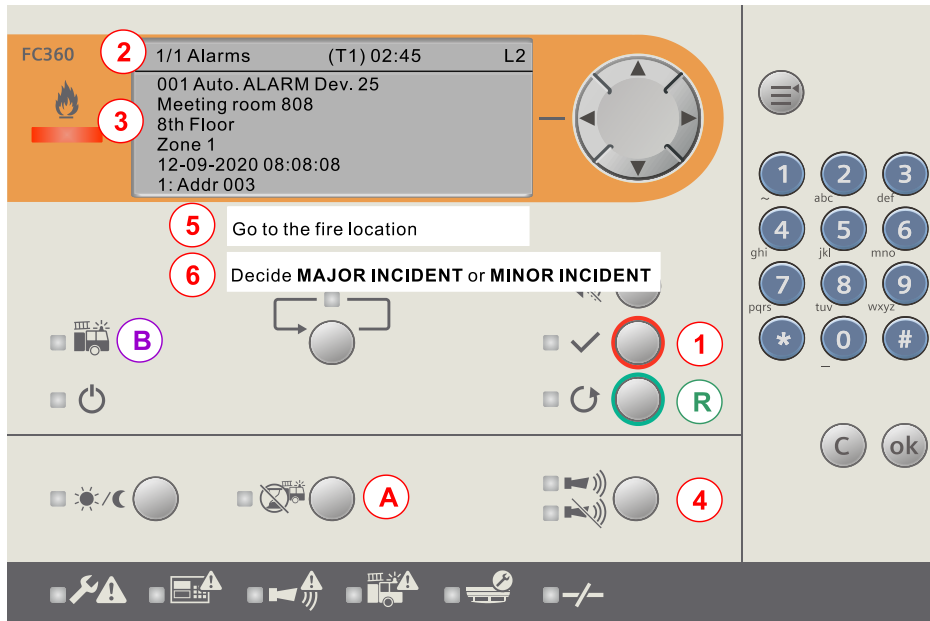 FC360
2
1/1 Alarms (T1) 02:45 L2
3
001 Auto. ALARM Dev. 25
Meeting room 808
8th Floor
Zone 1
12-09-2020 08:08:08
1: Addr 003
5
Go to the fire location
6
Decide MAJOR INCIDENT or MINOR INCIDENT
B
1
R
A
4
1 2 3
~ abc def
4 5 6
ghi jkl mno
7 8 9
pqrs tuv wxyz
* 0 #
_
C ok